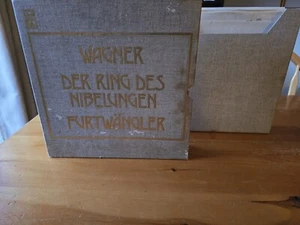 WAGNER
DER RING DES
NIBELUNGEN
FURTWÄNGLER